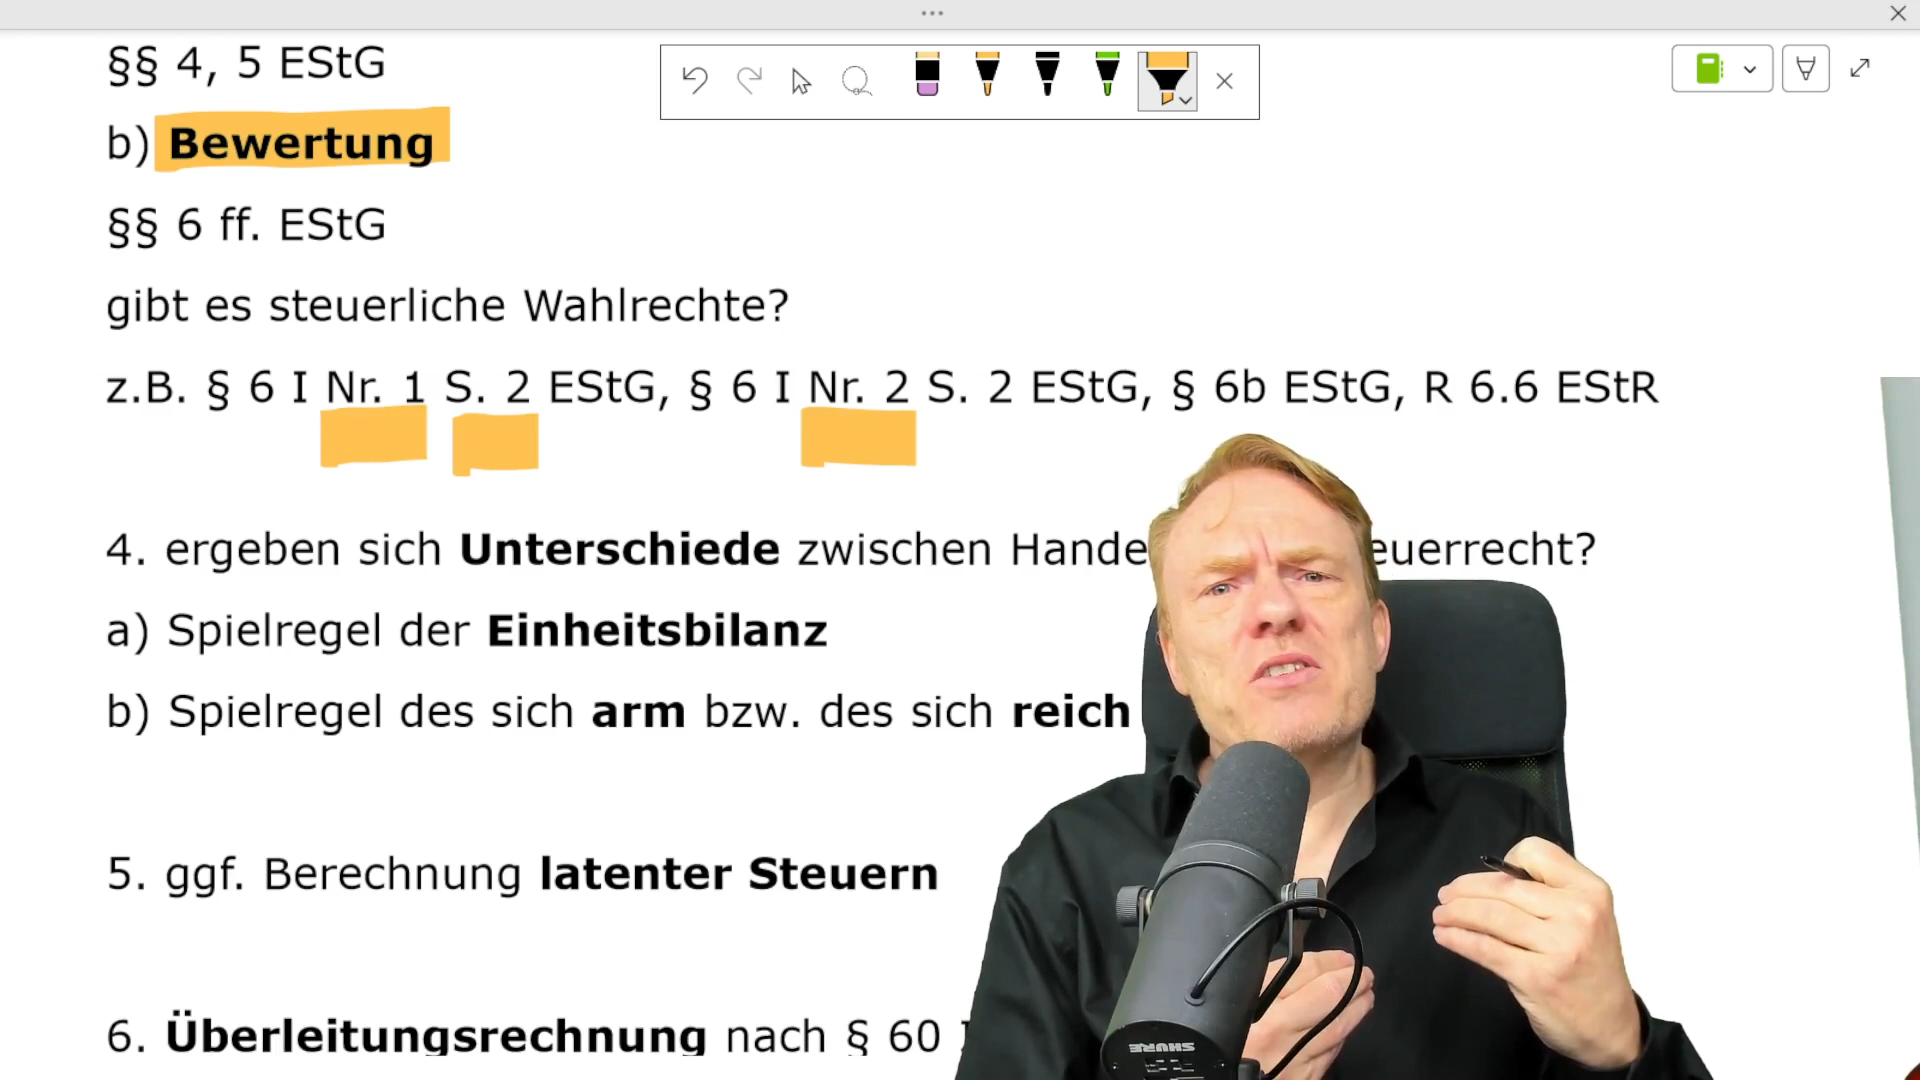 §§ 4, 5 EStG
b) Bewertung
§§ 6 ff. EStG
gibt es steuerliche Wahlrechte?
z.B. § 6 I Nr. 1 S. 2 EStG, § 6 I Nr. 2 S. 2 EStG, § 6b EStG, R 6.6 EStR
4. ergeben sich Unterschiede zwischen Hande euerrecht?
a) Spielregel der Einheitsbilanz
b) Spielregel des sich arm bzw. des sich reich
5. ggf. Berechnung latenter Steuern
6. Überleitungsrechnung nach § 60
SHURE